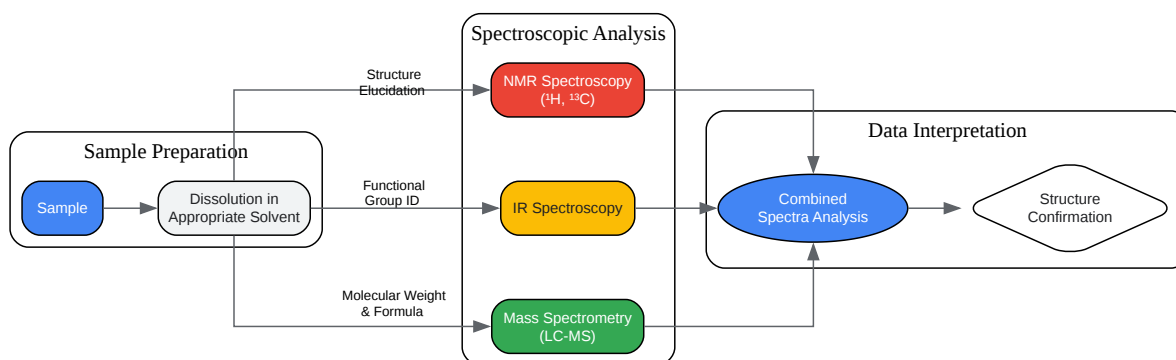 Sample Preparation
Sample
Dissolution in
Appropriate Solvent
Structure
Elucidation
Functional
Group ID
Molecular Weight
& Formula
Spectroscopic Analysis
NMR Spectroscopy
(¹H, ¹³C)
IR Spectroscopy
Mass Spectrometry
(LC-MS)
Data Interpretation
Combined
Spectra Analysis
Structure
Confirmation